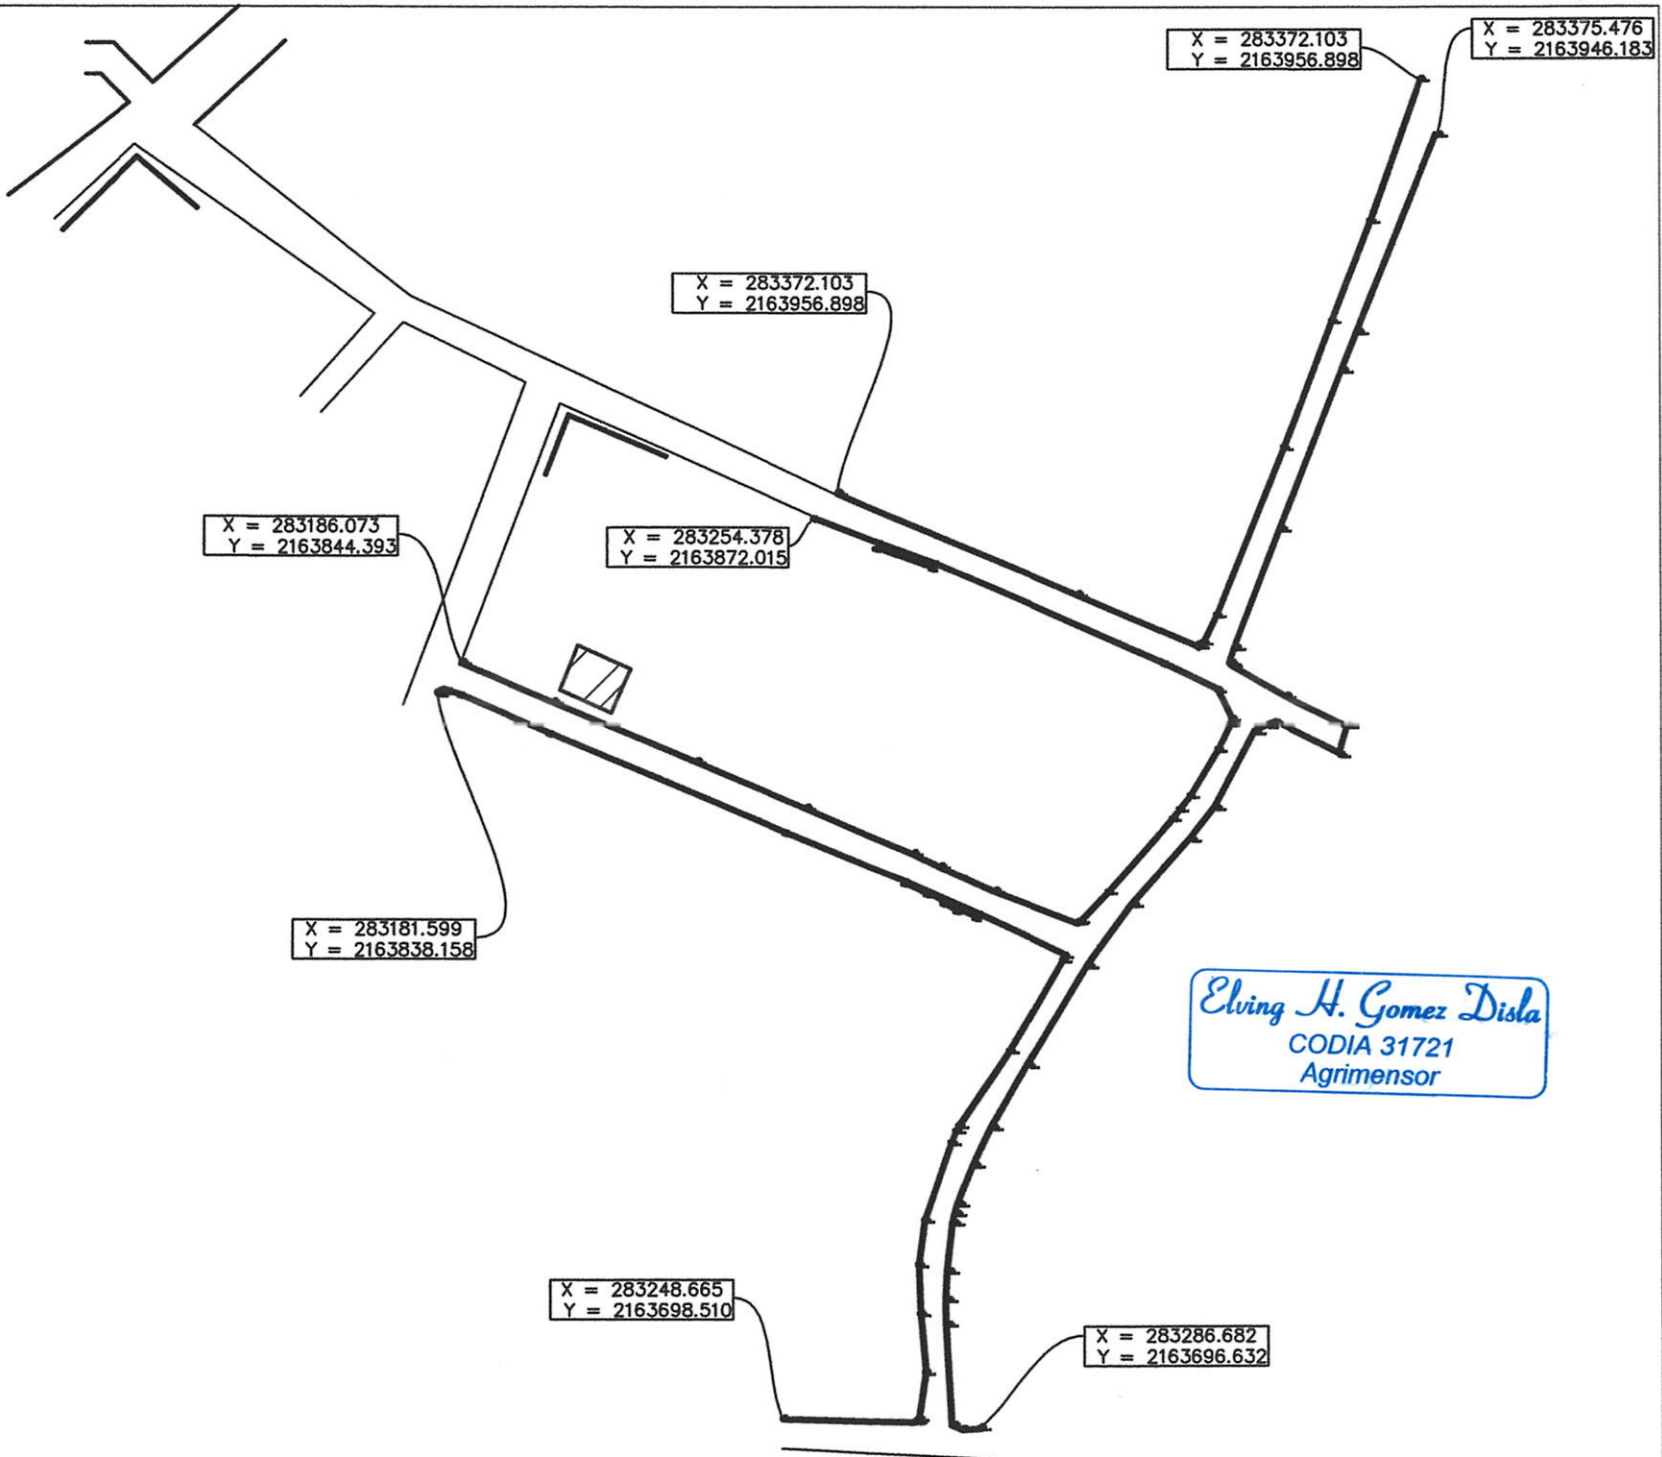 X = 283372.103
Y = 2163956.898
X = 283375.476
Y = 2163946.183
X = 283372.103
Y = 2163956.898
X = 283186.073
Y = 2163844.393
X = 283254.378
Y = 2163872.015
X = 283181.599
Y = 2163838.158
Elving H. Gomez Disla
CODIA 31721
Agrimensor
X = 283248.665
Y = 2163698.510
X = 283286.682
Y = 2163696.632